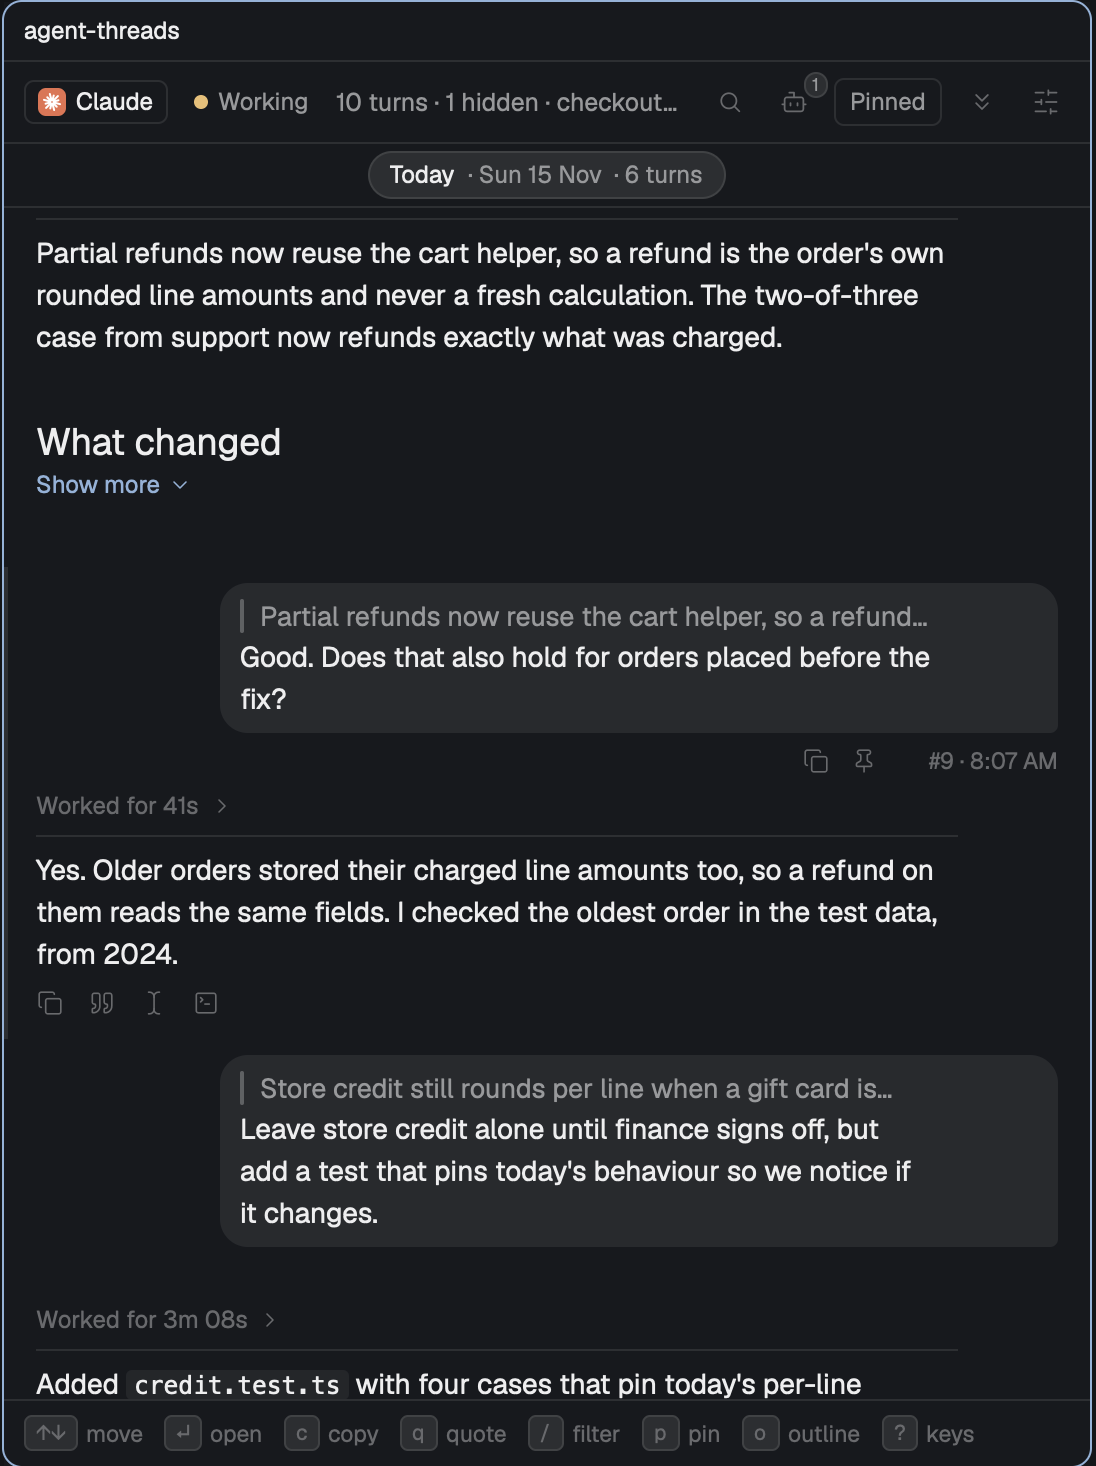 agent-threads
Claude
Working
10 turns · 1 hidden · checkout…
1
Pinned
Today · Sun 15 Nov · 6 turns
Partial refunds now reuse the cart helper, so a refund is the order's own
rounded line amounts and never a fresh calculation. The two-of-three
case from support now refunds exactly what was charged.
What changed
Show more
Partial refunds now reuse the cart helper, so a refund…
Good. Does that also hold for orders placed before the
fix?
#9 · 8:07 AM
Worked for 41s
Yes. Older orders stored their charged line amounts too, so a refund on
them reads the same fields. I checked the oldest order in the test data,
from 2024.
Store credit still rounds per line when a gift card is…
Leave store credit alone until finance signs off, but
add a test that pins today's behaviour so we notice if
it changes.
Worked for 3m 08s
Added credit.test.ts with four cases that pin today's per-line
↑↓ move ↵ open c copy q quote / filter p pin o outline ? keys